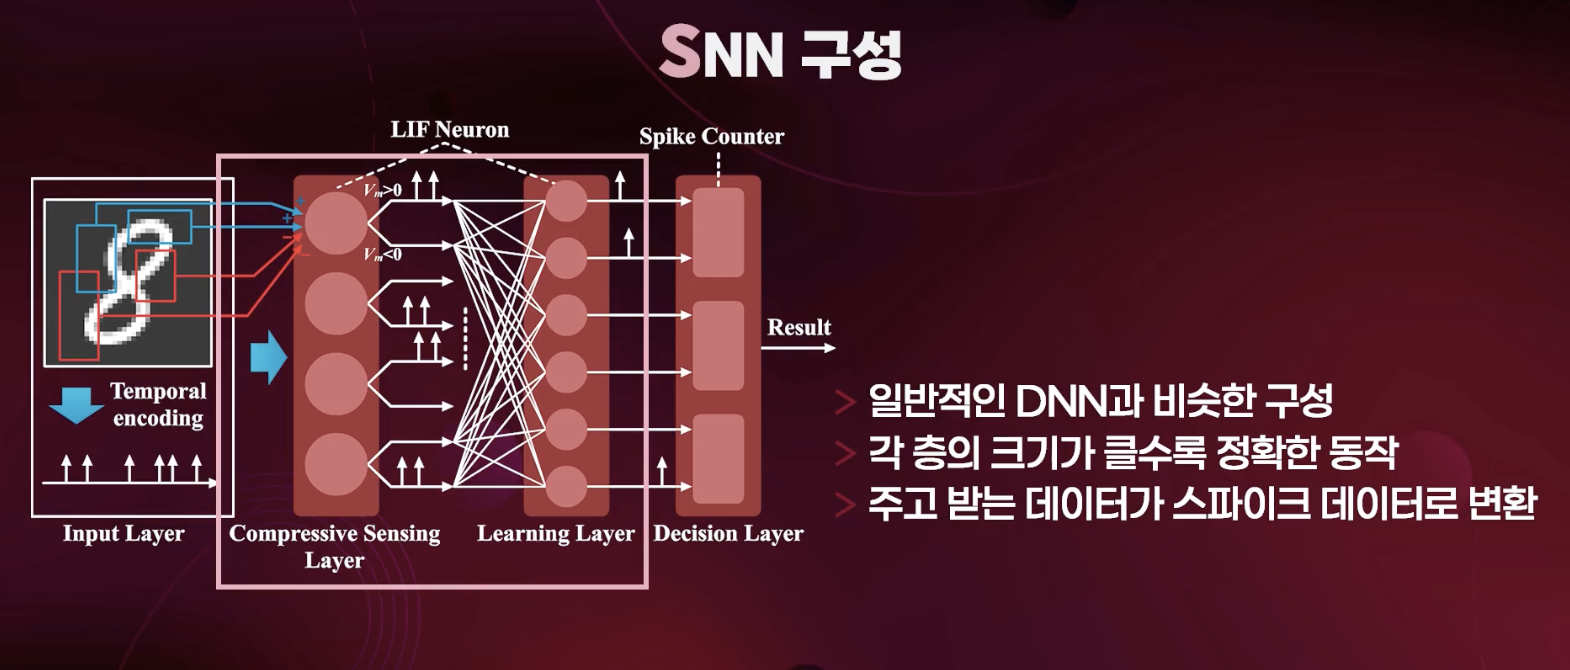 SNN 구성
LIF Neuron
Spike Counter
Vm>0
+
+
−
−
Vm<0
Temporal
encoding
Result
Input Layer
Compressive Sensing
Layer
Learning Layer
Decision Layer
일반적인 DNN과 비슷한 구성
각 층의 크기가 클수록 정확한 동작
주고 받는 데이터가 스파이크 데이터로 변환